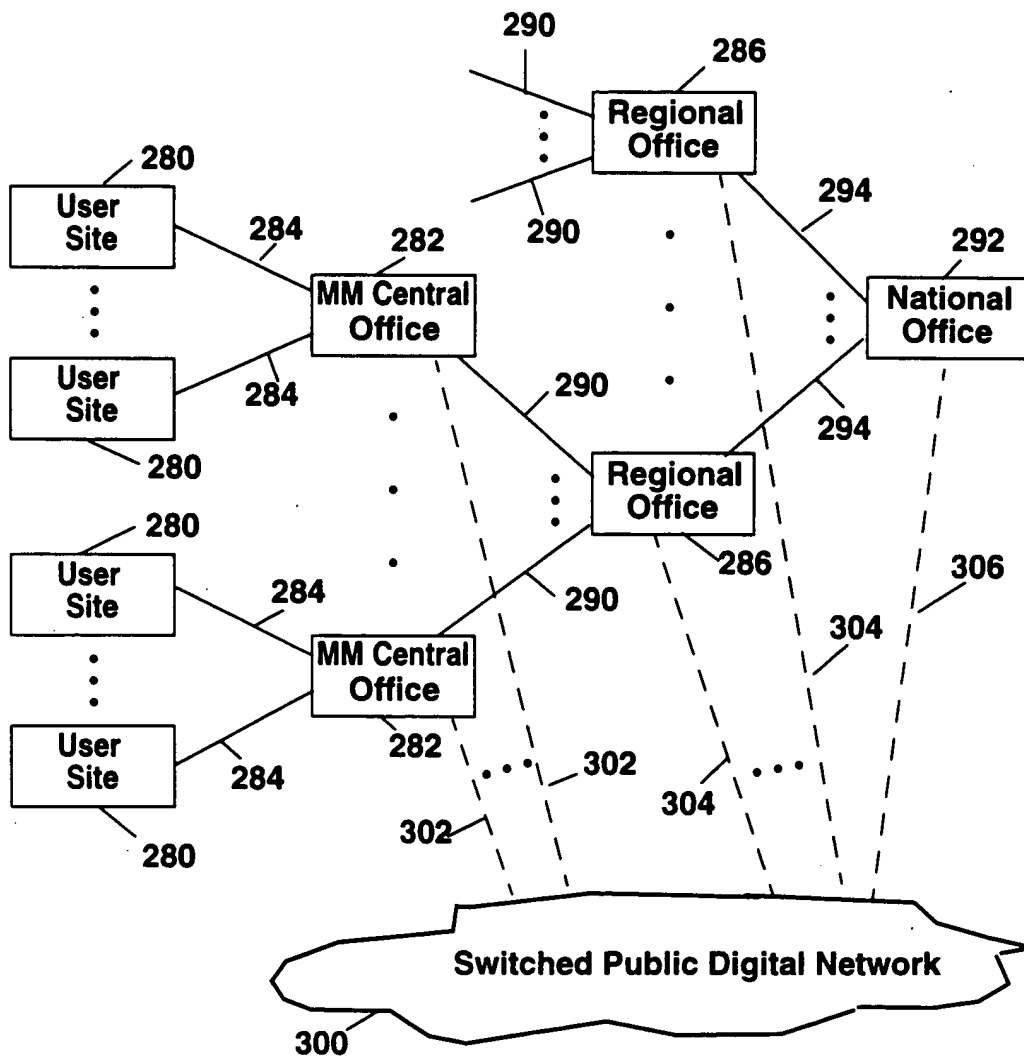 290
286
Regional
Office
280
User
Site
290
294
284
282
292
MM Central
Office
National
Office
User
Site
284
290
294
280
Regional
Office
280
User
Site
284
290
286
306
304
MM Central
Office
User
Site
284
282
302
304
302
280
Switched Public Digital Network
300